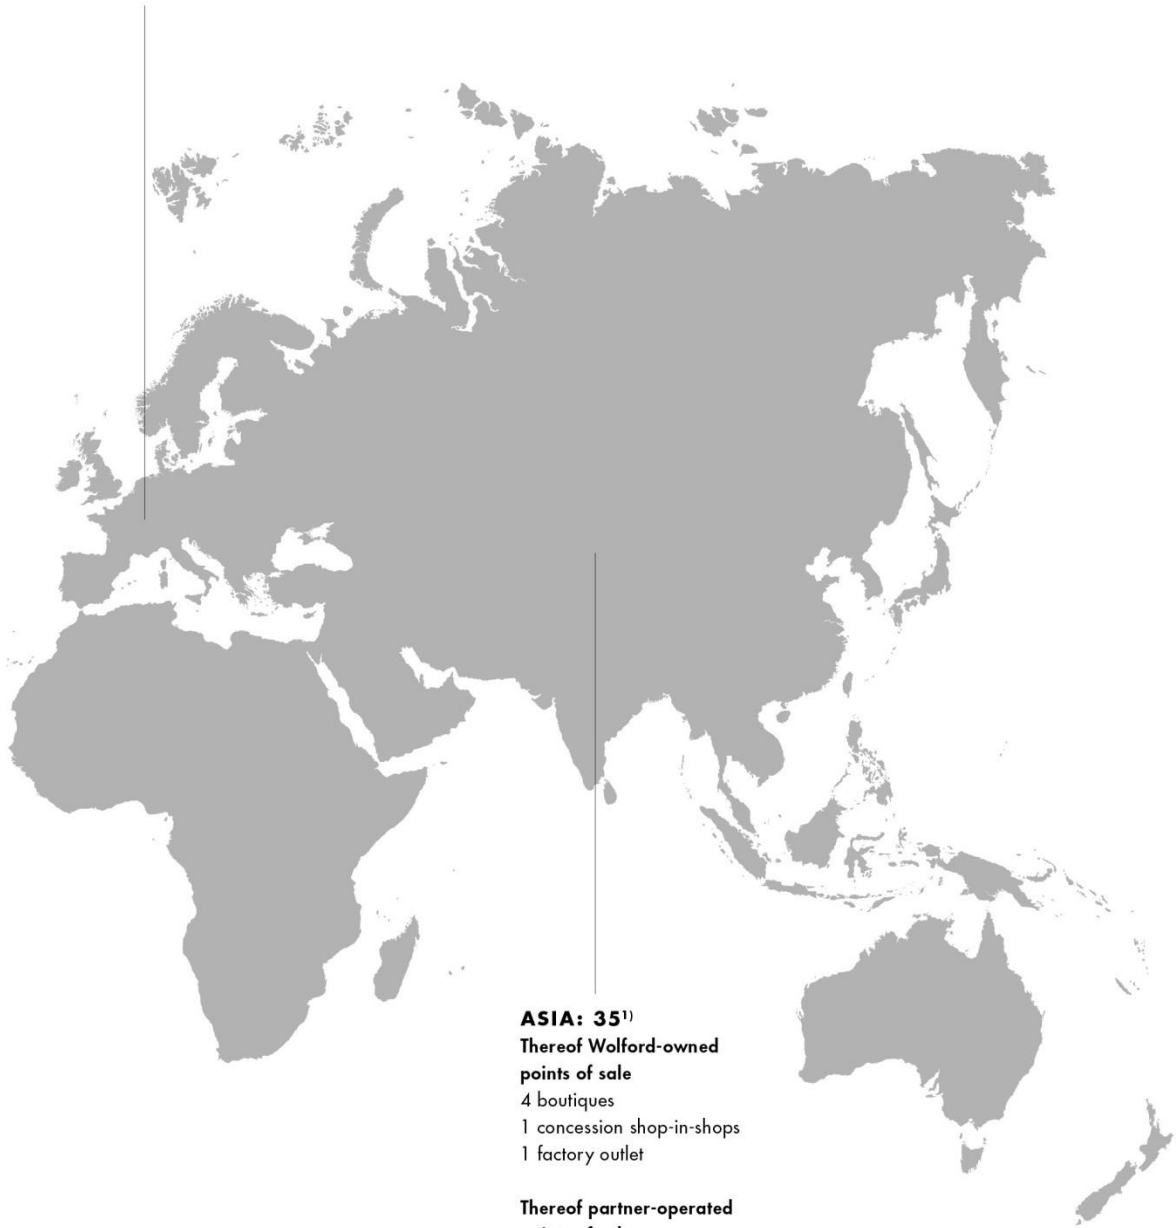 ASIA: 35¹⁾
Thereof Wolford-owned
points of sale
4 boutiques
1 concession shop-in-shops
1 factory outlet
Thereof partner-operated